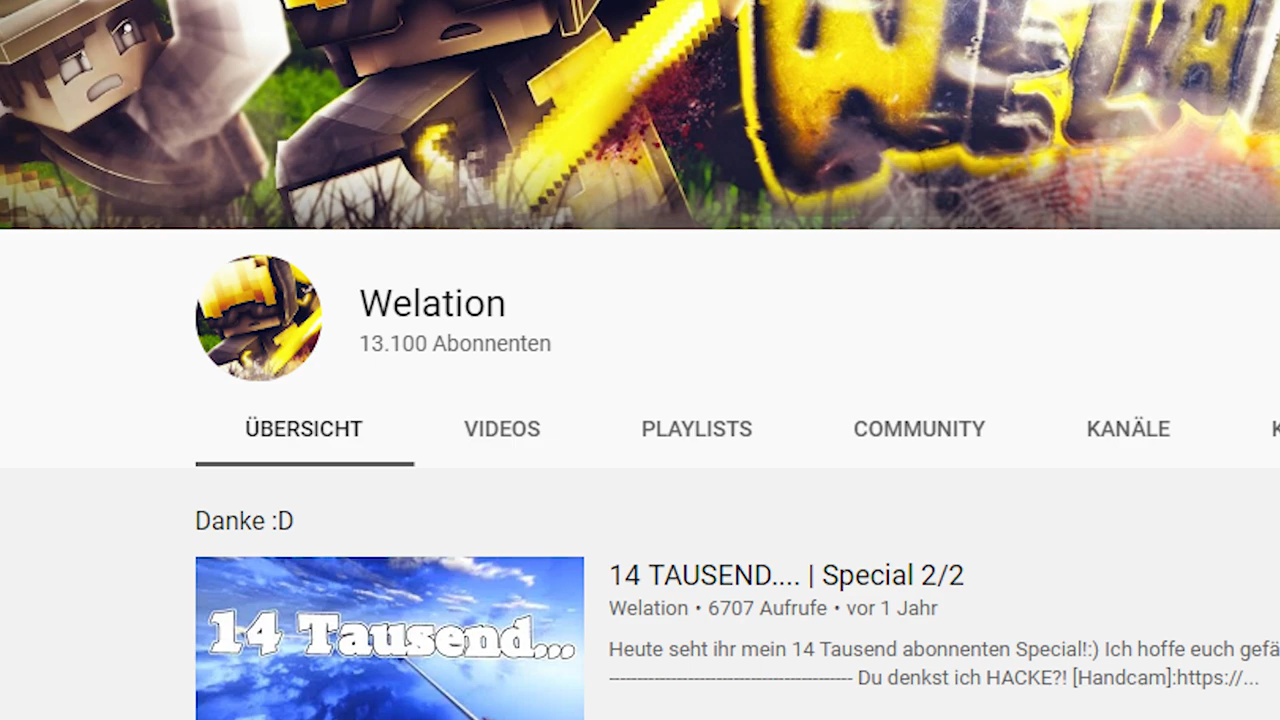 WELA
Welation
13.100 Abonnenten
ÜBERSICHT VIDEOS PLAYLISTS COMMUNITY KANÄLE K
Danke :D
14 Tausend...
14 TAUSEND.... | Special 2/2
Welation • 6707 Aufrufe • vor 1 Jahr
Heute seht ihr mein 14 Tausend abonnenten Special!:) Ich hoffe euch gefä
---------------------------------------------- Du denkst ich HACKE?! [Handcam]:https://...